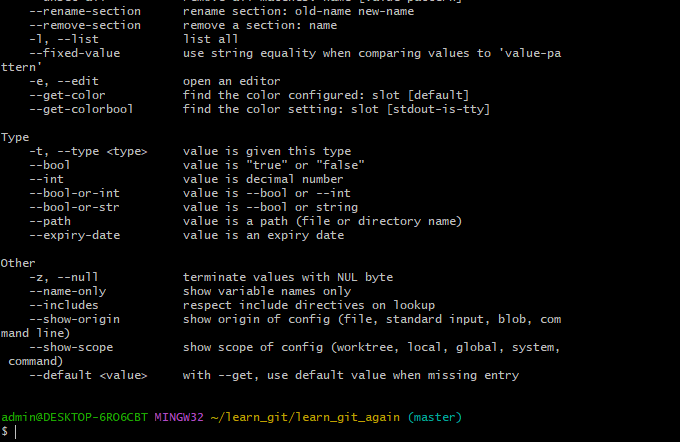 --rename-section      rename section: old-name new-name
--remove-section      remove a section: name
-l, --list            list all
--fixed-value         use string equality when comparing values to 'value-pa
ttern'
-e, --edit            open an editor
--get-color           find the color configured: slot [default]
--get-colorbool       find the color setting: slot [stdout-is-tty]
Type
-t, --type <type>     value is given this type
--bool                value is "true" or "false"
--int                 value is decimal number
--bool-or-int         value is --bool or --int
--bool-or-str         value is --bool or string
--path                value is a path (file or directory name)
--expiry-date         value is an expiry date
Other
-z, --null            terminate values with NUL byte
--name-only           show variable names only
--includes            respect include directives on lookup
--show-origin         show origin of config (file, standard input, blob, com
mand line)
--show-scope          show scope of config (worktree, local, global, system,
command)
--default <value>     with --get, use default value when missing entry
admin@DESKTOP-6RO6CBT MINGW32 ~/learn_git/learn_git_again (master)
$